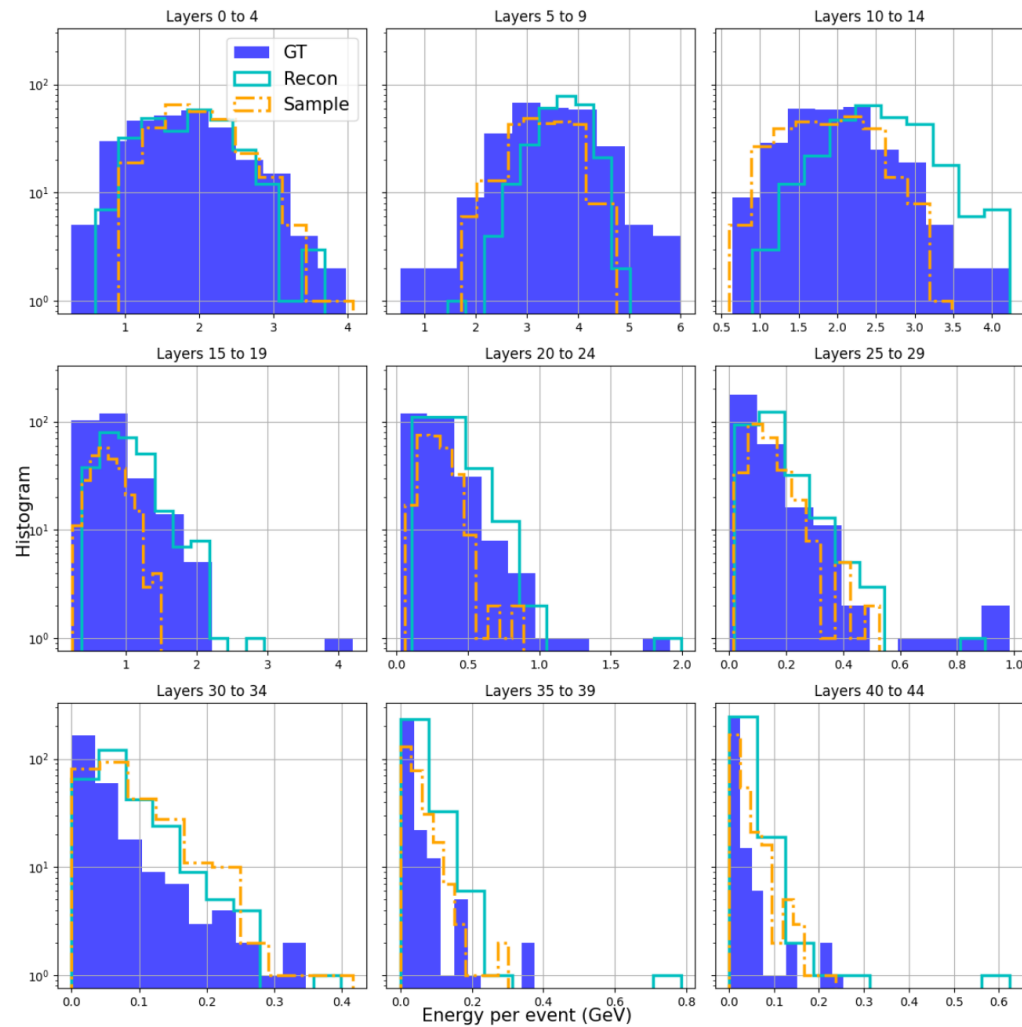 Layers 0 to 4
Layers 5 to 9
Layers 10 to 14
GT
Recon
Sample
10²
10¹
10⁰
1 2 3 4
1 2 3 4 5 6
0.5 1.0 1.5 2.0 2.5 3.0 3.5 4.0
Layers 15 to 19
Layers 20 to 24
Layers 25 to 29
Histogram
10²
10¹
10⁰
1 2 3 4
0.0 0.5 1.0 1.5 2.0
0.0 0.2 0.4 0.6 0.8 1.0
Layers 30 to 34
Layers 35 to 39
Layers 40 to 44
10²
10¹
10⁰
0.0 0.1 0.2 0.3 0.4
0.0 0.2 0.4 0.6 0.8
0.0 0.1 0.2 0.3 0.4 0.5 0.6
Energy per event (GeV)